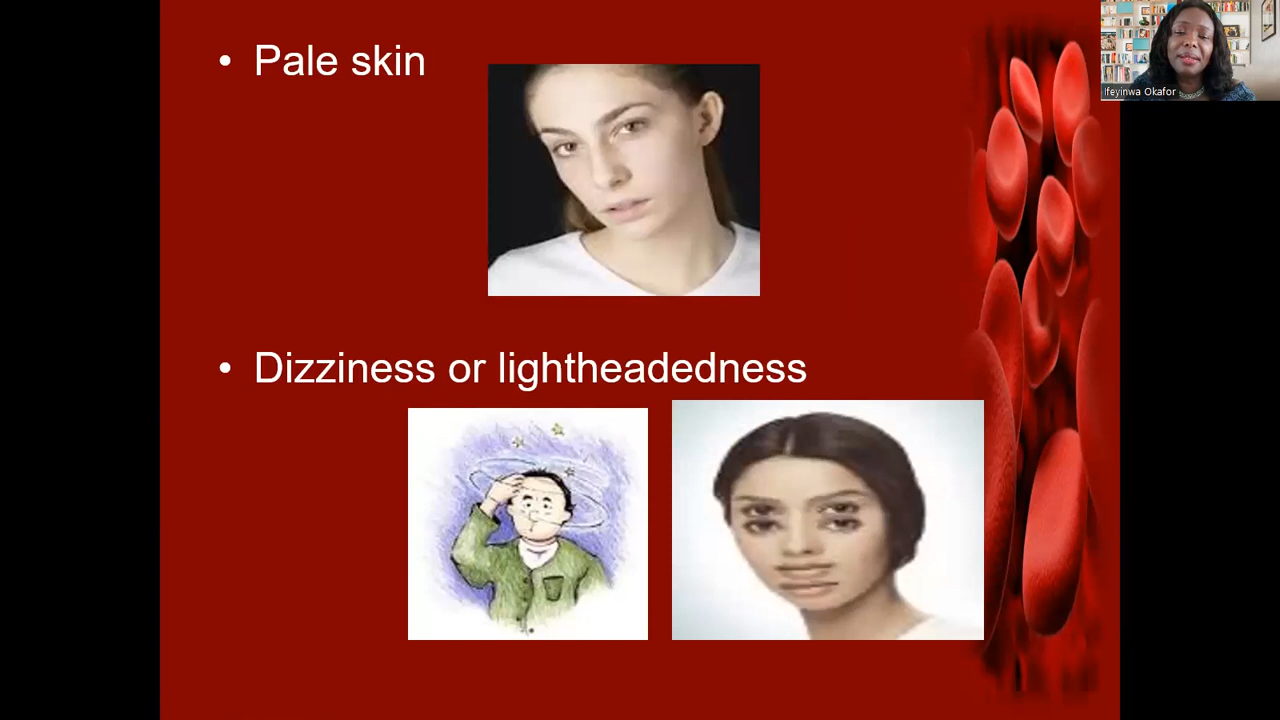 • Pale skin
Ifeyinwa Okafor
• Dizziness or lightheadedness